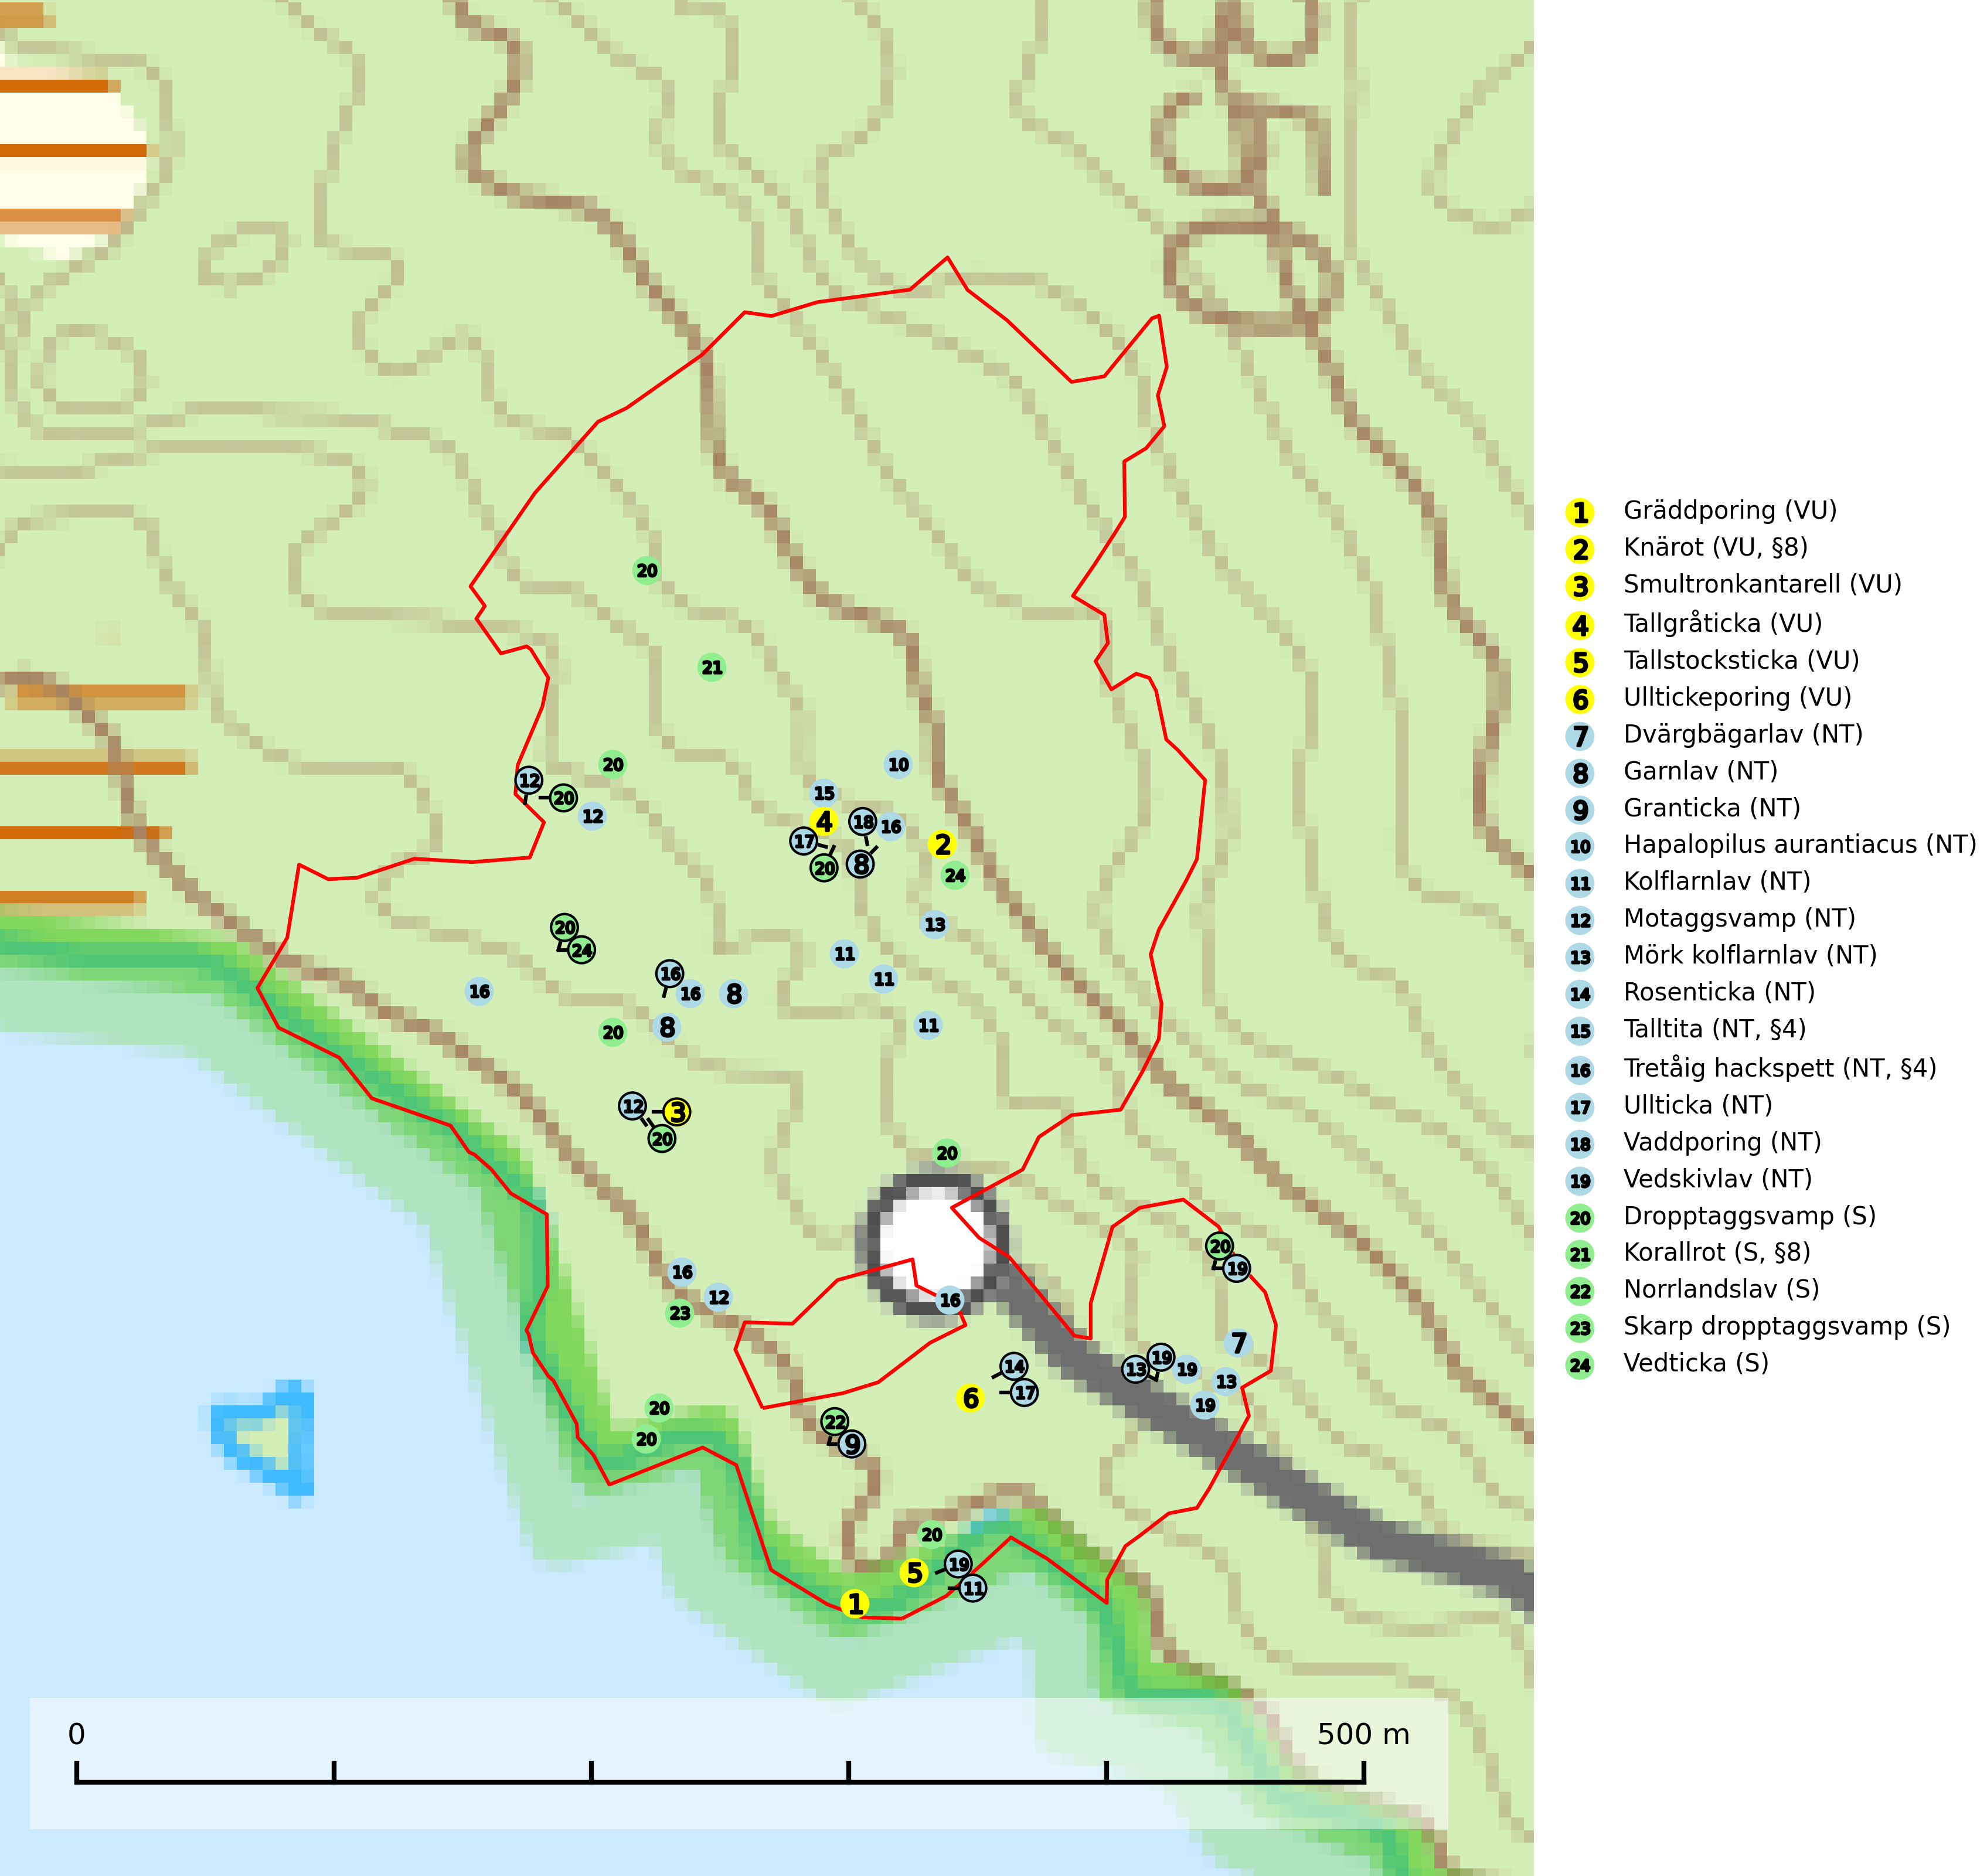 20
21
20
10
12
20
12
15
4
18
16
17
2
20
8
24
20
13
24
11
16
11
16
16
8
8
11
20
12
3
20
20
20
19
16
12
16
23
7
14
19
13
19
13
17
6
19
20
22
20
9
20
5
19
11
1
0
500 m
1 Gräddporing (VU)
2 Knärot (VU, §8)
3 Smultronkantarell (VU)
4 Tallgråticka (VU)
5 Tallstocksticka (VU)
6 Ulltickeporing (VU)
7 Dvärgbägarlav (NT)
8 Garnlav (NT)
9 Granticka (NT)
10 Hapalopilus aurantiacus (NT)
11 Kolflarnlav (NT)
12 Motaggsvamp (NT)
13 Mörk kolflarnlav (NT)
14 Rosenticka (NT)
15 Talltita (NT, §4)
16 Tretåig hackspett (NT, §4)
17 Ullticka (NT)
18 Vaddporing (NT)
19 Vedskivlav (NT)
20 Dropptaggsvamp (S)
21 Korallrot (S, §8)
22 Norrlandslav (S)
23 Skarp dropptaggsvamp (S)
24 Vedticka (S)